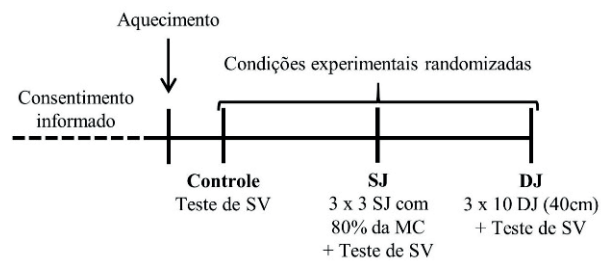 Aquecimento
Condições experimentais randomizadas
Consentimento
informado
Controle
Teste de SV
SJ
3 x 3 SJ com
80% da MC
+ Teste de SV
DJ
3 x 10 DJ (40cm)
+ Teste de SV